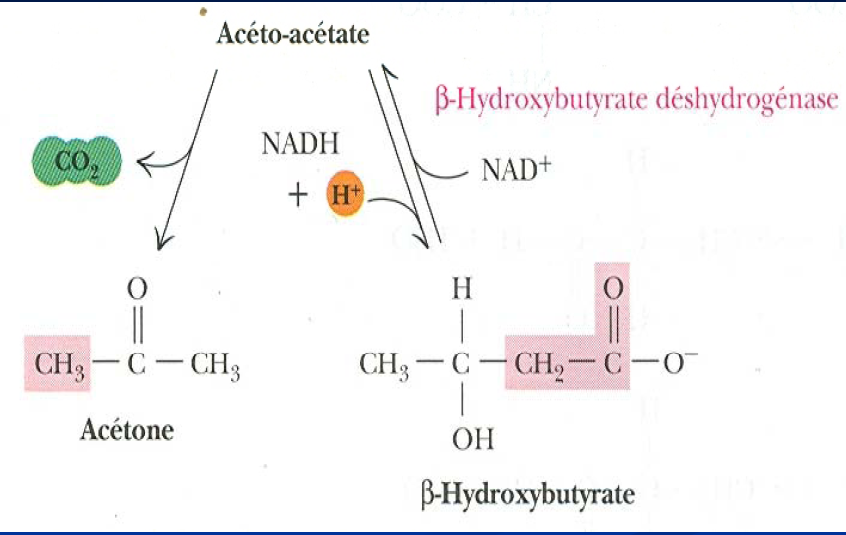 Acéto-acétate
β-Hydroxybutyrate déshydrogénase
NADH
CO₂
NAD⁺
+ H⁺
O
H
O
CH₃ — C — CH₃
CH₃ — C — CH₂ — C — O⁻
Acétone
OH
β-Hydroxybutyrate